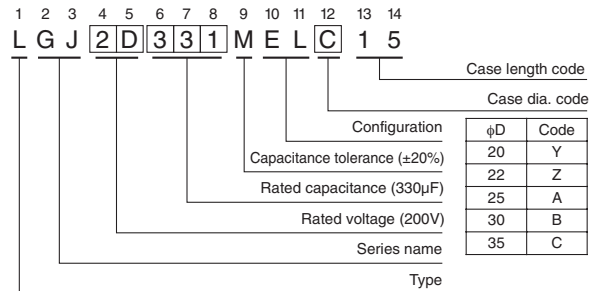 1 2 3 4 5 6 7 8 9 10 11 12 13 14
L G J 2 D 3 3 1 M E L C 1 5
Case length code
Case dia. code
Configuration
Capacitance tolerance (±20%)
Rated capacitance (330µF)
Rated voltage (200V)
Series name
Type
ϕD Code
20 Y
22 Z
25 A
30 B
35 C